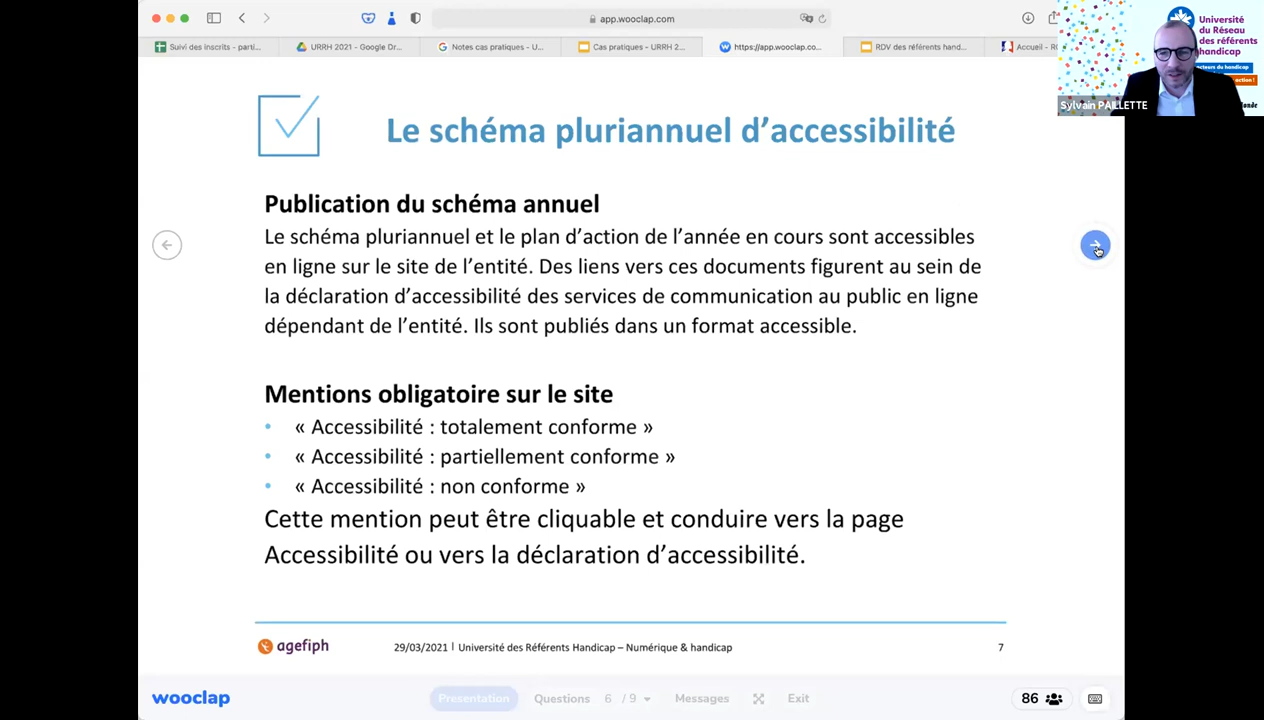 app.wooclap.com
Suivi des inscrits - parti...
URRH 2021 - Google Dr...
Notes cas pratiques - U...
Cas pratiques - URRH 2...
https://app.wooclap.co...
RDV des référents hand...
Accueil - RG
Université
du Réseau
des référents
handicap
acteurs du handicap
action !
Sylvain PAILLETTE
Le schéma pluriannuel d’accessibilité
Publication du schéma annuel
Le schéma pluriannuel et le plan d’action de l’année en cours sont accessibles
en ligne sur le site de l’entité. Des liens vers ces documents figurent au sein de
la déclaration d’accessibilité des services de communication au public en ligne
dépendant de l’entité. Ils sont publiés dans un format accessible.
Mentions obligatoire sur le site
• « Accessibilité : totalement conforme »
• « Accessibilité : partiellement conforme »
• « Accessibilité : non conforme »
Cette mention peut être cliquable et conduire vers la page
Accessibilité ou vers la déclaration d’accessibilité.
agefiph
29/03/2021 | Université des Référents Handicap – Numérique & handicap
7
wooclap
Presentation
Questions 6 / 9
Messages
Exit
86